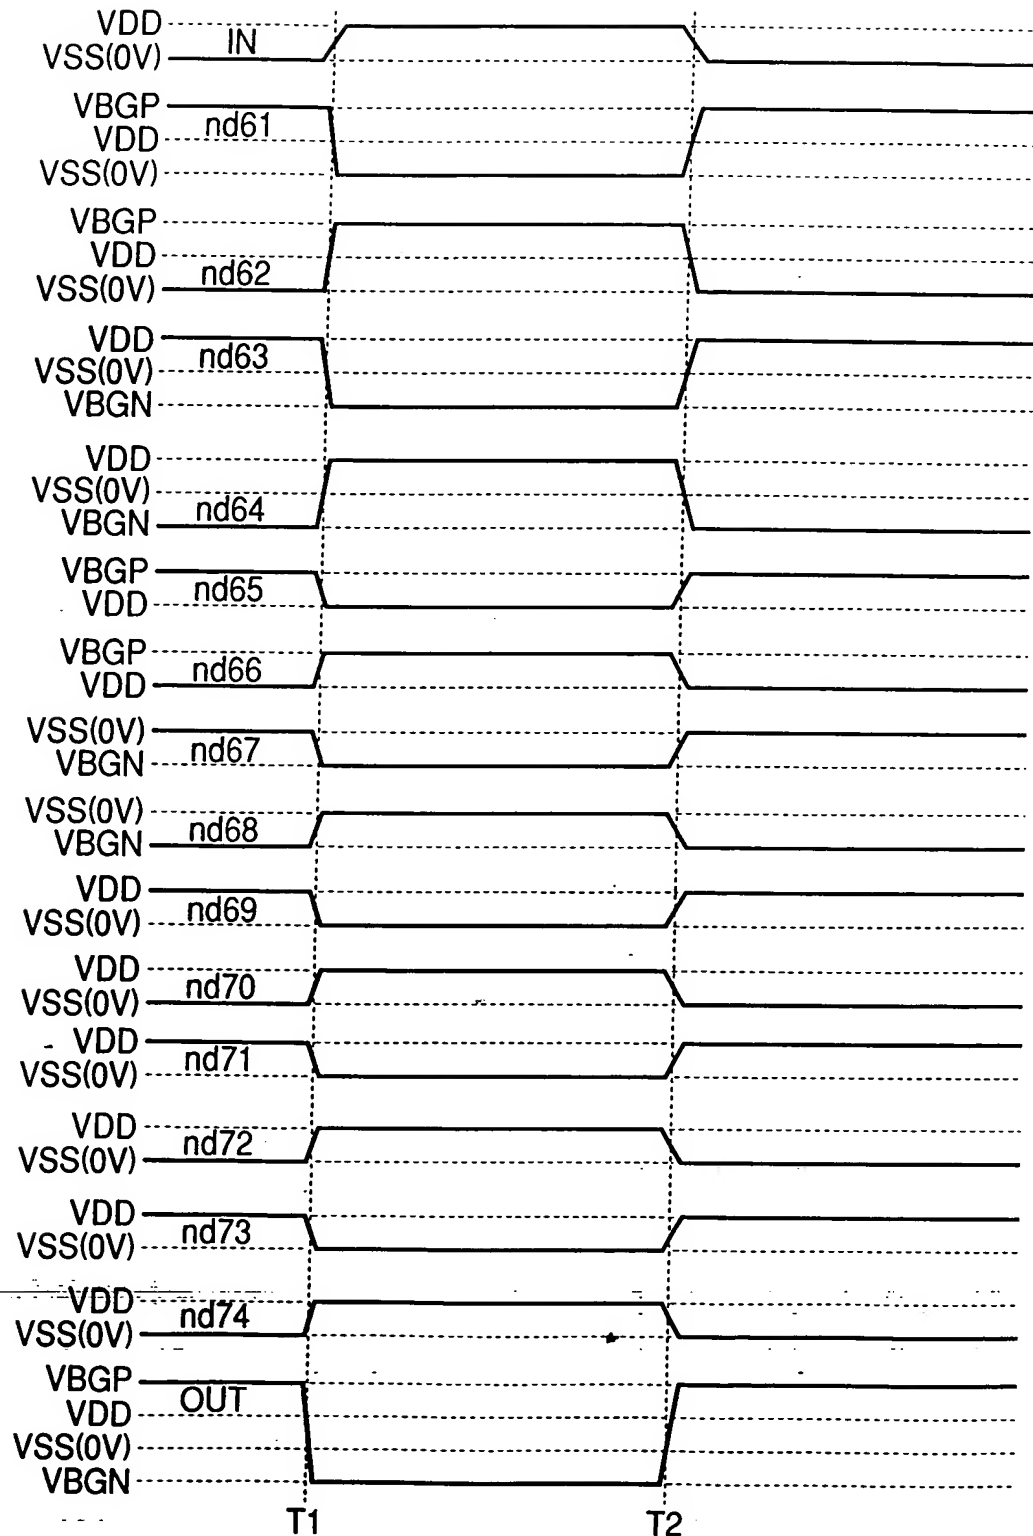 VDD
IN
VSS(0V)
VBGP
nd61
VDD
VSS(0V)
VBGP
VDD
nd62
VSS(0V)
VDD
nd63
VSS(0V)
VBGN
VDD
VSS(0V)
nd64
VBGN
VBGP
nd65
VDD
VBGP
nd66
VDD
VSS(0V)
nd67
VBGN
VSS(0V)
nd68
VBGN
VDD
nd69
VSS(0V)
VDD
nd70
VSS(0V)
VDD
nd71
VSS(0V)
VDD
nd72
VSS(0V)
VDD
nd73
VSS(0V)
VDD
nd74
VSS(0V)
VBGP
OUT
VDD
VSS(0V)
VBGN
T1 T2